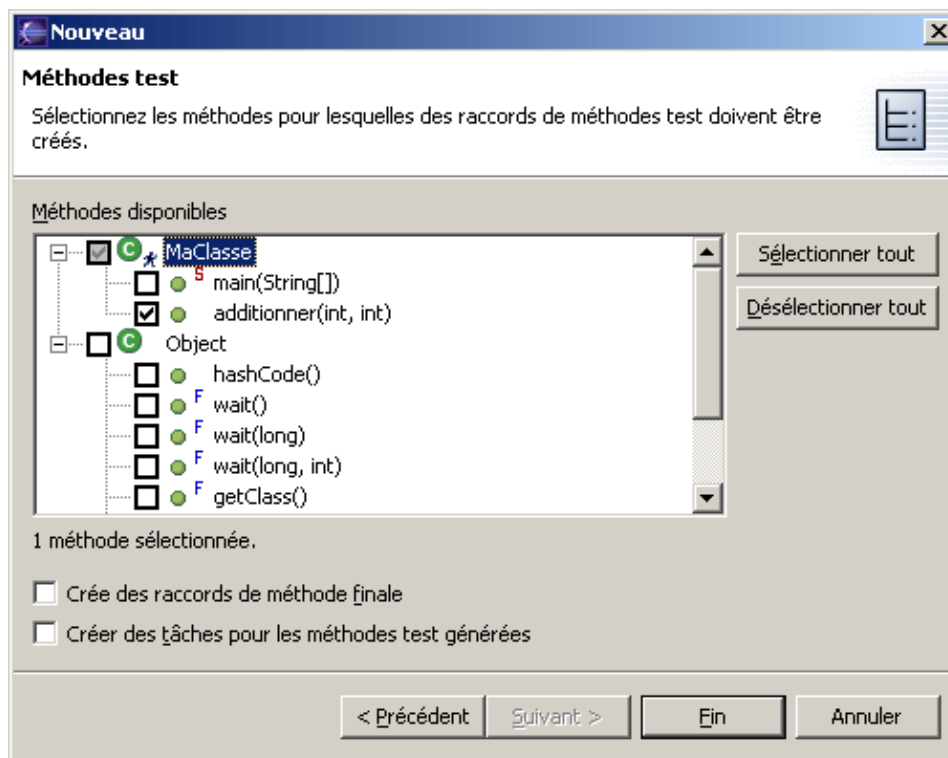 Nouveau
Méthodes test
Sélectionnez les méthodes pour lesquelles des raccords de méthodes test doivent être
créés.
Méthodes disponibles
C MaClasse
S main(String[])
additionner(int, int)
C Object
hashCode()
F wait()
F wait(long)
F wait(long, int)
F getClass()
Sélectionner tout
Désélectionner tout
1 méthode sélectionnée.
Crée des raccords de méthode finale
Créer des tâches pour les méthodes test générées
< Précédent
Suivant >
Fin
Annuler